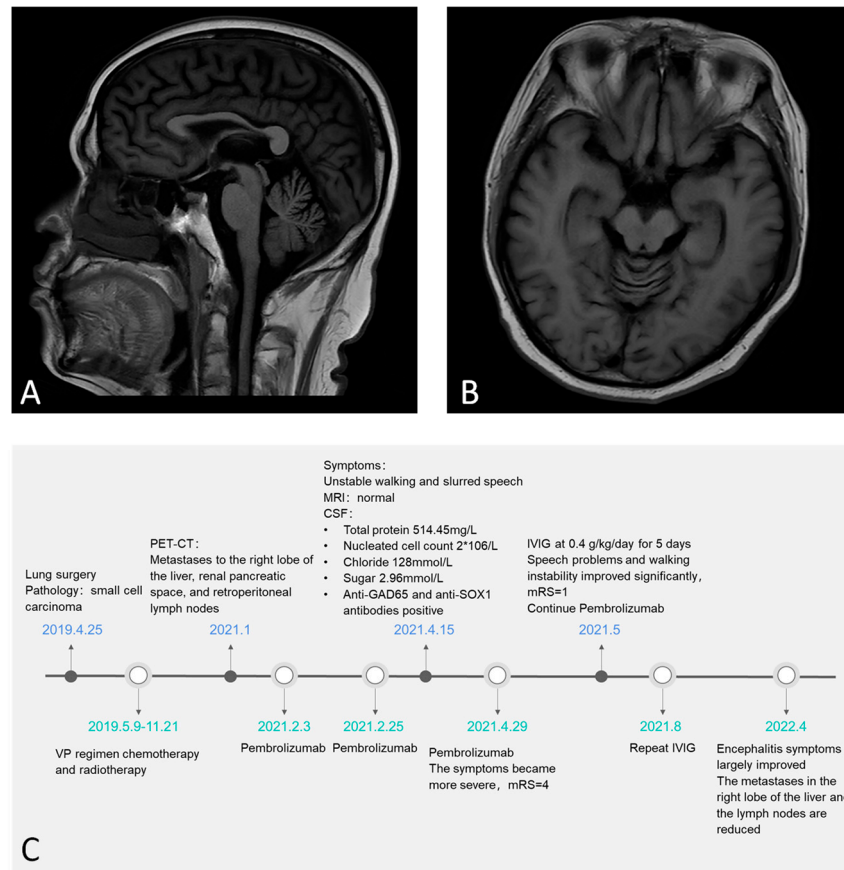 A
B
Symptoms:
Unstable walking and slurred speech
MRI: normal
CSF:
• Total protein 514.45mg/L
• Nucleated cell count 2*106/L
• Chloride 128mmol/L
• Sugar 2.96mmol/L
• Anti-GAD65 and anti-SOX1
antibodies positive
PET-CT:
Metastases to the right lobe of
the liver, renal pancreatic
space, and retroperitoneal
lymph nodes
IVIG at 0.4 g/kg/day for 5 days
Speech problems and walking
instability improved significantly,
mRS=1
Continue Pembrolizumab
Lung surgery
Pathology: small cell
carcinoma
2019.4.25
2021.1
2021.4.15
2021.5
2019.5.9-11.21
2021.2.3
2021.2.25
2021.4.29
2021.8
2022.4
VP regimen chemotherapy
and radiotherapy
Pembrolizumab
Pembrolizumab
Pembrolizumab
The symptoms became
more severe, mRS=4
Repeat IVIG
Encephalitis symptoms
largely improved
The metastases in the
right lobe of the liver
the lymph nodes are
reduced
C